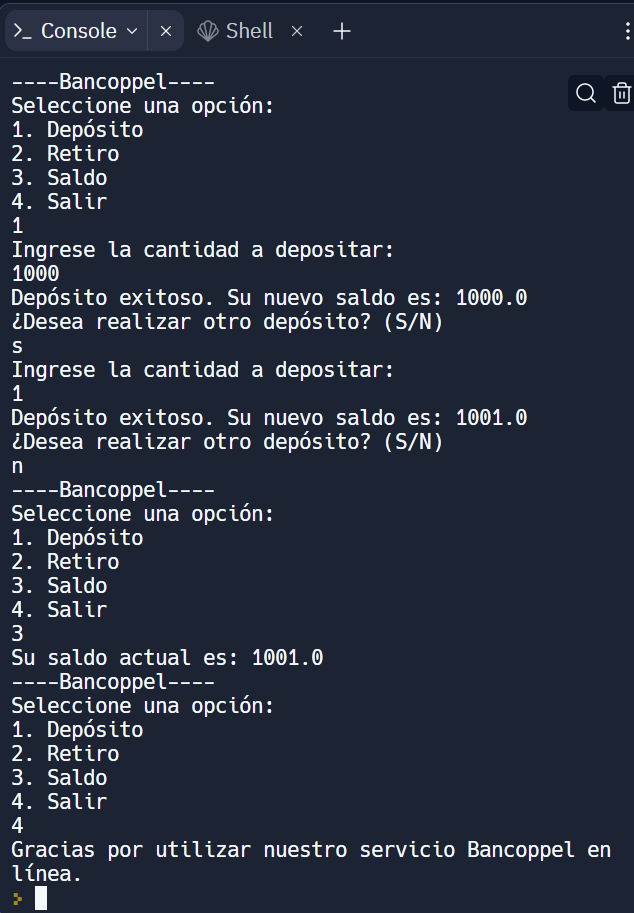 Console
Shell
----Bancoppel----
Seleccione una opción:
1. Depósito
2. Retiro
3. Saldo
4. Salir
1
Ingrese la cantidad a depositar:
1000
Depósito exitoso. Su nuevo saldo es: 1000.0
¿Desea realizar otro depósito? (S/N)
s
Ingrese la cantidad a depositar:
1
Depósito exitoso. Su nuevo saldo es: 1001.0
¿Desea realizar otro depósito? (S/N)
n
----Bancoppel----
Seleccione una opción:
1. Depósito
2. Retiro
3. Saldo
4. Salir
3
Su saldo actual es: 1001.0
----Bancoppel----
Seleccione una opción:
1. Depósito
2. Retiro
3. Saldo
4. Salir
4
Gracias por utilizar nuestro servicio Bancoppel en
línea.